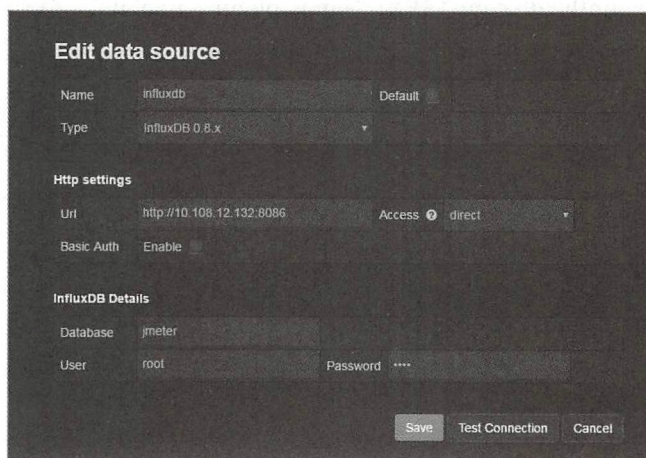 Edit data source
Name influxdb Default
Type InfluxDB 0.8.x
Http settings
Url http://10.108.12.132:8086 Access direct
Basic Auth Enable
InfluxDB Details
Database jmeter
User root Password ••••
Save Test Connection Cancel